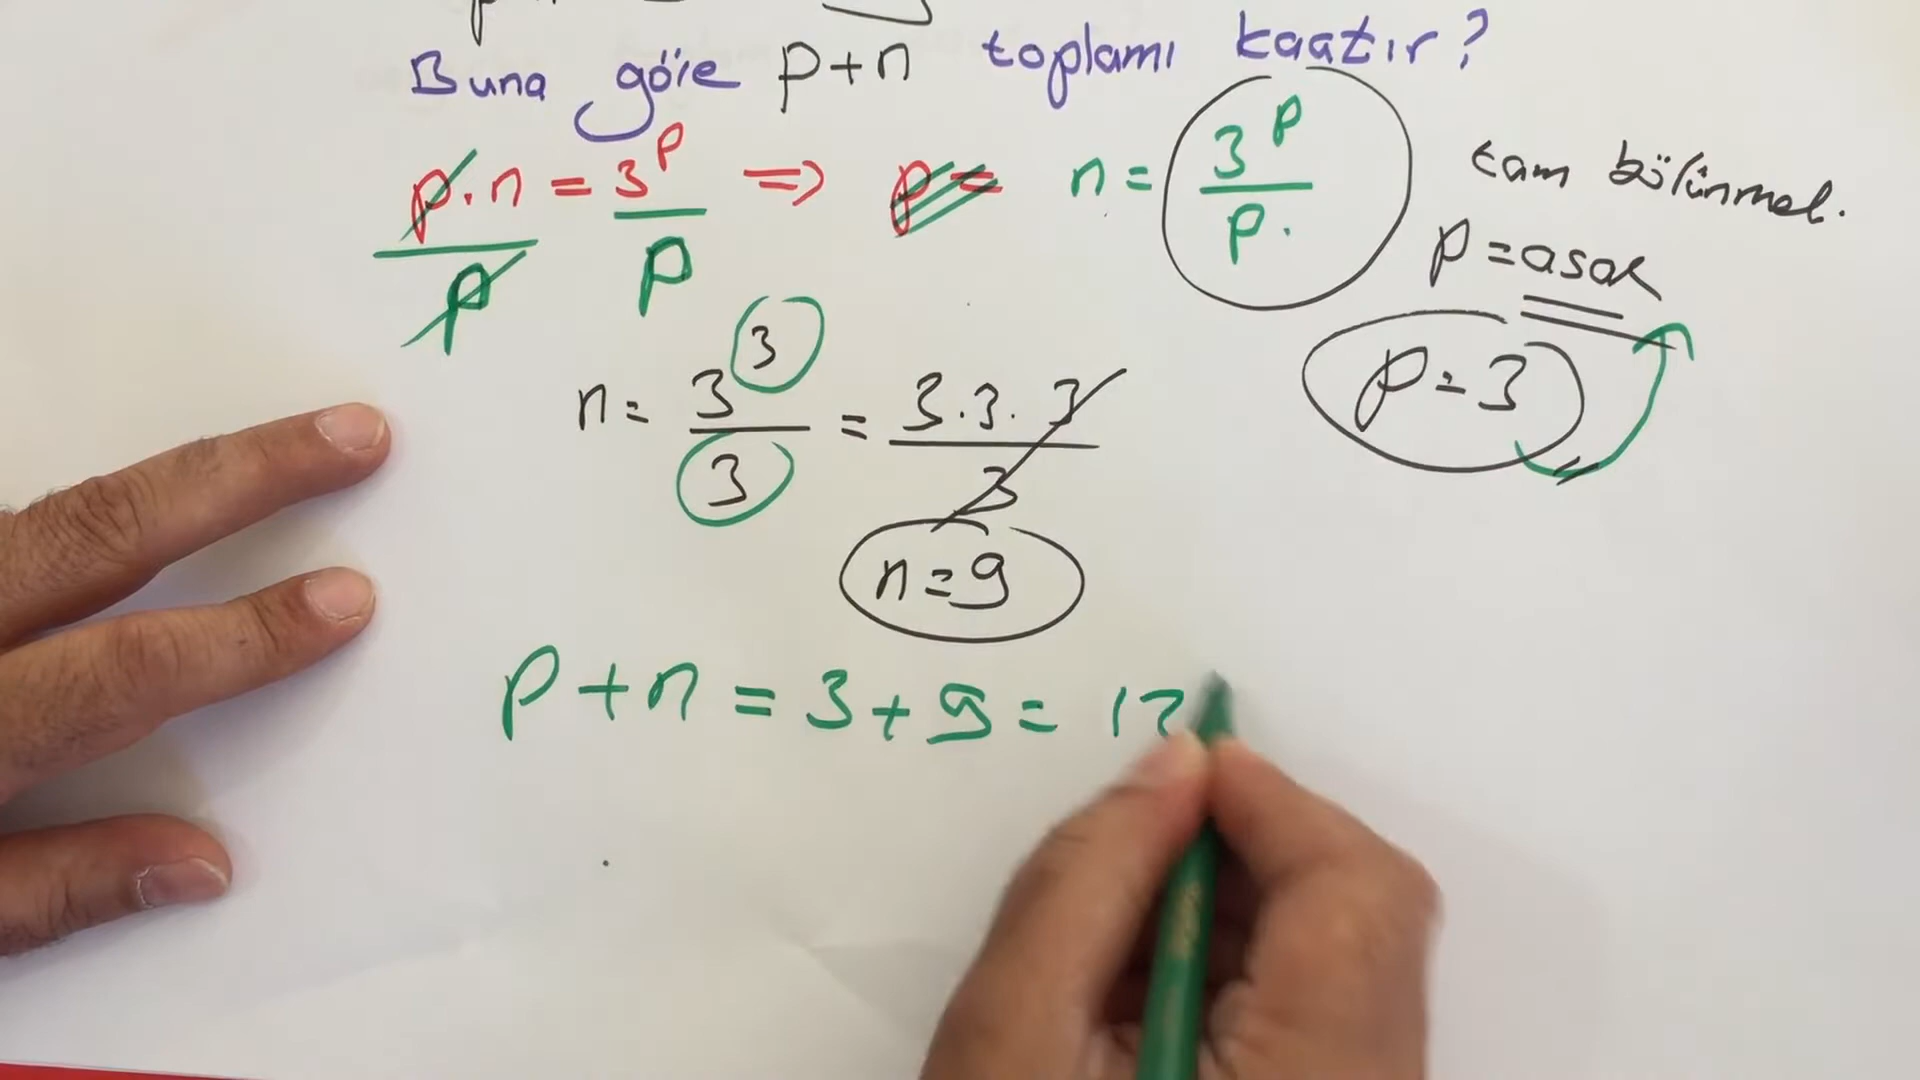 Buna göre p+n toplamı kaçtır?
p.n = 3^p / p ⇒ p = n = 3^p / p. tam bölünmel.
p
p = asal
p = 3
n = 3^3 / 3 = 3.3.3 / 3
n = 9
p + n = 3 + 9 = 12